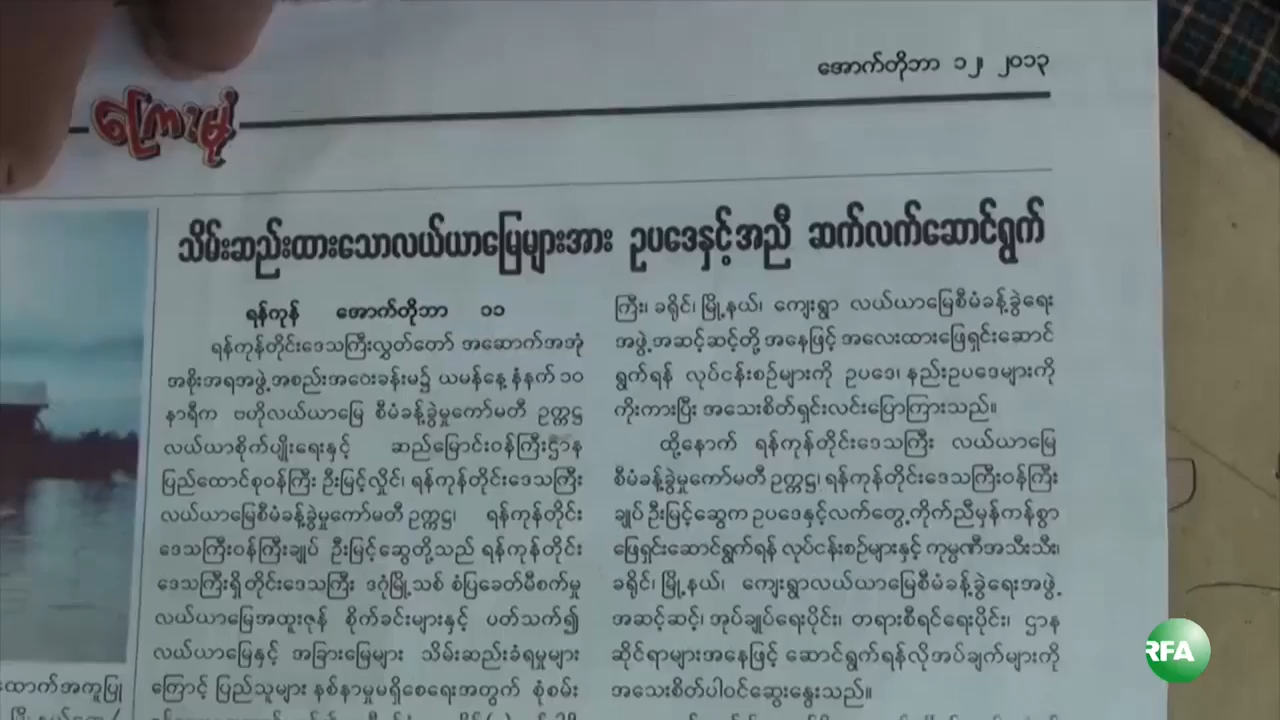 အောက်တိုဘာ ၁၂၊ ၂၀၁၃
ကြေးမုံ
သိမ်းဆည်းထားသောလယ်ယာမြေများအား ဥပဒေနှင့်အညီ ဆက်လက်ဆောင်ရွက်
ရန်ကုန် အောက်တိုဘာ ၁၁
ရန်ကုန်တိုင်းဒေသကြီးလွှတ်တော် အဆောက်အအုံ
အစိုးအရအဖွဲ့အစည်းအဝေးခန်းမ၌ ယမန်နေ့ နံနက် ၁၀
နာရီက ဗဟိုလယ်ယာမြေ စီမံခန့်ခွဲမှုကော်မတီ ဥက္ကဋ္ဌ
လယ်ယာစိုက်ပျိုးရေးနှင့် ဆည်မြောင်းဝန်ကြီးဌာန
ပြည်ထောင်စုဝန်ကြီး ဦးမြင့်လှိုင်၊ ရန်ကုန်တိုင်းဒေသကြီး
လယ်ယာမြေစီမံခန့်ခွဲမှုကော်မတီ ဥက္ကဋ္ဌ၊ ရန်ကုန်တိုင်း
ဒေသကြီးဝန်ကြီးချုပ် ဦးမြင့်ဆွေတို့သည် ရန်ကုန်တိုင်း
ဒေသကြီးရှိတိုင်းဒေသကြီး ဒဂုံမြို့သစ် စံပြခေတ်မီစက်မှု
လယ်ယာမြေအထူးဇုန် စိုက်ခင်းများနှင့် ပတ်သက်၍
လယ်ယာမြေနှင့် အခြားမြေများ သိမ်းဆည်းခံရမှုများ
ကြောင့် ပြည်သူများ နစ်နာမှုမရှိစေရေးအတွက် စုံစမ်း
ကြီး၊ ခရိုင်၊ မြို့နယ်၊ ကျေးရွာ လယ်ယာမြေစီမံခန့်ခွဲရေး
အဖွဲ့အဆင့်ဆင့်တို့ အနေဖြင့် အလေးထားဖြေရှင်းဆောင်
ရွက်ရန် လုပ်ငန်းစဉ်များကို ဥပဒေ၊ နည်းဥပဒေများကို
ကိုးကားပြီး အသေးစိတ်ရှင်းလင်းပြောကြားသည်။
ထို့နောက် ရန်ကုန်တိုင်းဒေသကြီး လယ်ယာမြေ
စီမံခန့်ခွဲမှုကော်မတီ ဥက္ကဋ္ဌ၊ ရန်ကုန်တိုင်းဒေသကြီးဝန်ကြီး
ချုပ် ဦးမြင့်ဆွေက ဥပဒေနှင့်လက်တွေ့ကိုက်ညီမှန်ကန်စွာ
ဖြေရှင်းဆောင်ရွက်ရန် လုပ်ငန်းစဉ်များနှင့် ကုမ္ပဏီအသီးသီး၊
ခရိုင်၊ မြို့နယ်၊ ကျေးရွာလယ်ယာမြေစီမံခန့်ခွဲရေးအဖွဲ့
အဆင့်ဆင့်၊ အုပ်ချုပ်ရေးပိုင်း၊ တရားစီရင်ရေးပိုင်း၊ ဌာန
ဆိုင်ရာများအနေဖြင့် ဆောင်ရွက်ရန်လိုအပ်ချက်များကို
အသေးစိတ်ပါဝင်ဆွေးနွေးသည်။
RFA